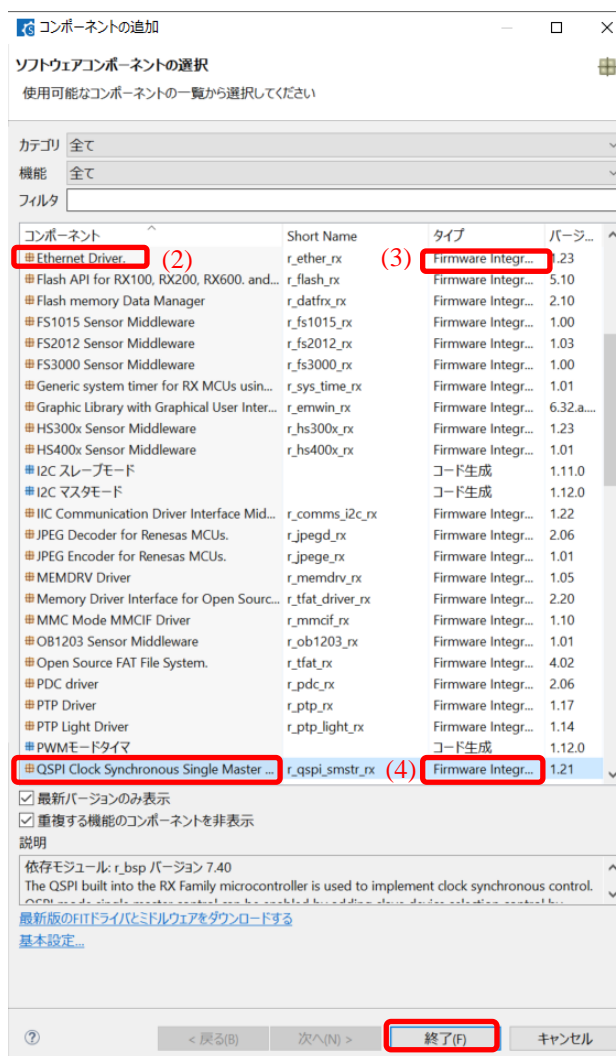 コンポーネントの追加
ソフトウェアコンポーネントの選択
使用可能なコンポーネントの一覧から選択してください
カテゴリ 全て
機能 全て
フィルタ
コンポーネント Short Name タイプ バージ...
Ethernet Driver. (2) r_ether_rx (3) Firmware Integr... 1.23
Flash API for RX100, RX200, RX600. and... r_flash_rx Firmware Integr... 5.10
Flash memory Data Manager r_datfrx_rx Firmware Integr... 2.10
FS1015 Sensor Middleware r_fs1015_rx Firmware Integr... 1.00
FS2012 Sensor Middleware r_fs2012_rx Firmware Integr... 1.03
FS3000 Sensor Middleware r_fs3000_rx Firmware Integr... 1.00
Generic system timer for RX MCUs usin... r_sys_time_rx Firmware Integr... 1.01
Graphic Library with Graphical User Inter... r_emwin_rx Firmware Integr... 6.32.a....
HS300x Sensor Middleware r_hs300x_rx Firmware Integr... 1.23
HS400x Sensor Middleware r_hs400x_rx Firmware Integr... 1.01
I2C スレーブモード コード生成 1.11.0
I2C マスタモード コード生成 1.12.0
IIC Communication Driver Interface Mid... r_comms_i2c_rx Firmware Integr... 1.22
JPEG Decoder for Renesas MCUs. r_jpegd_rx Firmware Integr... 2.06
JPEG Encoder for Renesas MCUs. r_jpege_rx Firmware Integr... 1.01
MEMDRV Driver r_memdrv_rx Firmware Integr... 1.05
Memory Driver Interface for Open Sourc... r_tfat_driver_rx Firmware Integr... 2.20
MMC Mode MMCIF Driver r_mmcif_rx Firmware Integr... 1.10
OB1203 Sensor Middleware r_ob1203_rx Firmware Integr... 1.01
Open Source FAT File System. r_tfat_rx Firmware Integr... 4.02
PDC driver r_pdc_rx Firmware Integr... 2.06
PTP Driver r_ptp_rx Firmware Integr... 1.17
PTP Light Driver r_ptp_light_rx Firmware Integr... 1.14
PWMモードタイマ コード生成 1.12.0
QSPI Clock Synchronous Single Master ... r_qspi_smstr_rx (4) Firmware Integr... 1.21
最新バージョンのみ表示
重複する機能のコンポーネントを非表示
説明
依存モジュール: r_bsp バージョン 7.40
The QSPI built into the RX Family microcontroller is used to implement clock synchronous control.
最新版のFITドライバとミドルウェアをダウンロードする
基本設定...
< 戻る(B) 次へ(N) > 終了(F) キャンセル